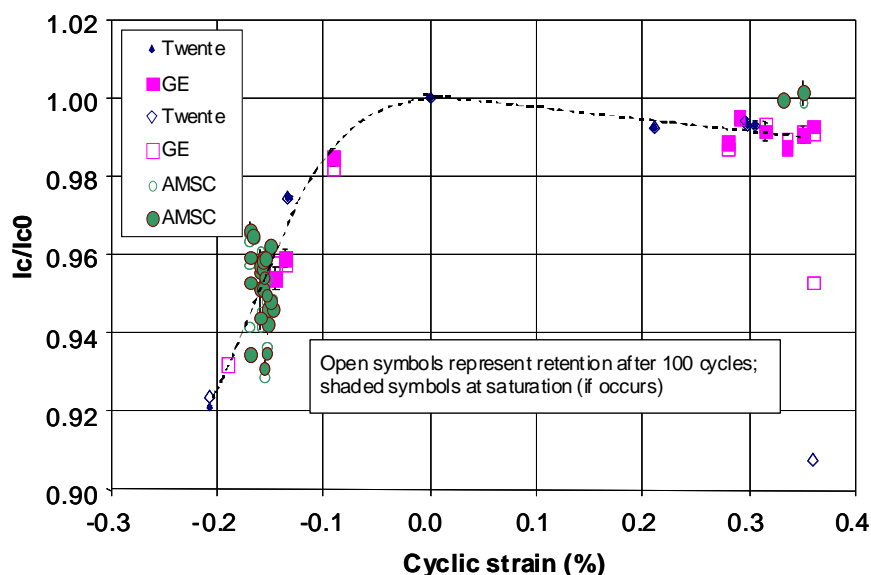 1.02
1.00
0.98
0.96
0.94
0.92
0.90
Ic/Ic0
Twente
GE
Twente
GE
AMSC
AMSC
Open symbols represent retention after 100 cycles;
shaded symbols at saturation (if occurs)
-0.3 -0.2 -0.1 0.0 0.1 0.2 0.3 0.4
Cyclic strain (%)